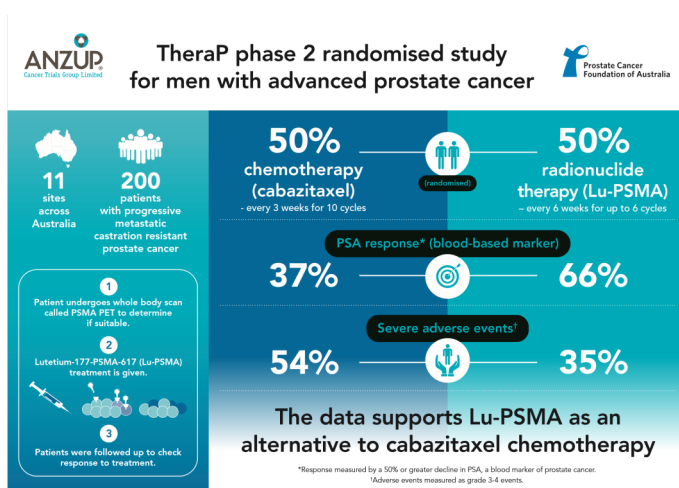 ANZUP®
Cancer Trials Group Limited
TheraP phase 2 randomised study
for men with advanced prostate cancer
Prostate Cancer
Foundation of Australia
11
sites
across
Australia
200
patients
with progressive
metastatic
castration resistant
prostate cancer
1
Patient undergoes whole body scan
called PSMA PET to determine
if suitable.
2
Lutetium-177-PSMA-617 (Lu-PSMA)
treatment is given.
3
Patients were followed up to check
response to treatment.
50%
chemotherapy
(cabazitaxel)
- every 3 weeks for 10 cycles
(randomised)
50%
radionuclide
therapy (Lu-PSMA)
– every 6 weeks for up to 6 cycles
PSA response* (blood-based marker)
37%
66%
Severe adverse events†
54%
35%
The data supports Lu-PSMA as an
alternative to cabazitaxel chemotherapy
*Response measured by a 50% or greater decline in PSA, a blood marker of prostate cancer.
†Adverse events measured as grade 3-4 events.